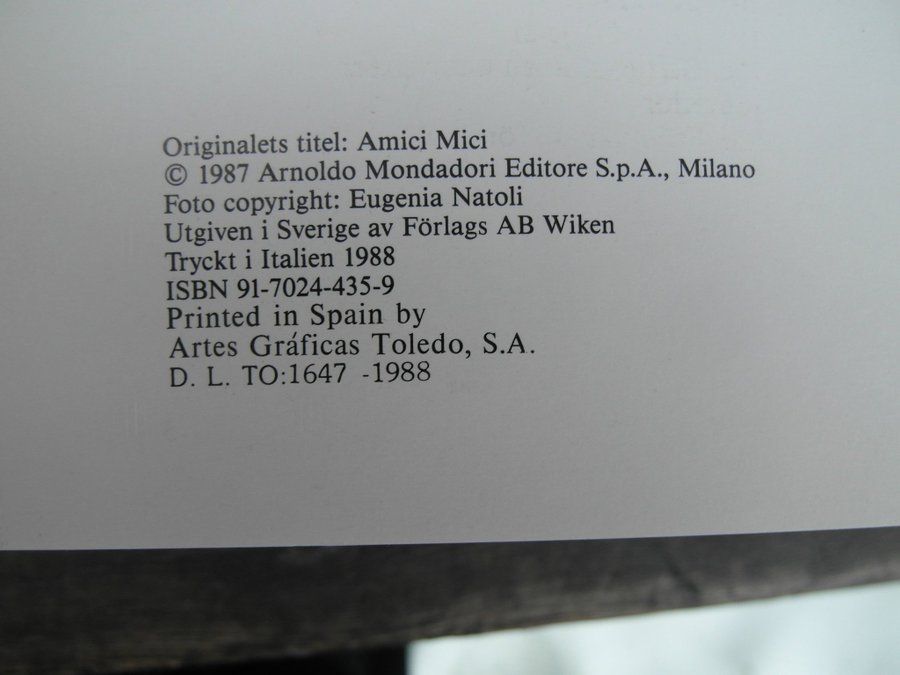 Originalets titel: Amici Mici
© 1987 Arnoldo Mondadori Editore S.p.A., Milano
Foto copyright: Eugenia Natoli
Utgiven i Sverige av Förlags AB Wiken
Tryckt i Italien 1988
ISBN 91-7024-435-9
Printed in Spain by
Artes Gráficas Toledo, S.A.
D. L. TO:1647 -1988